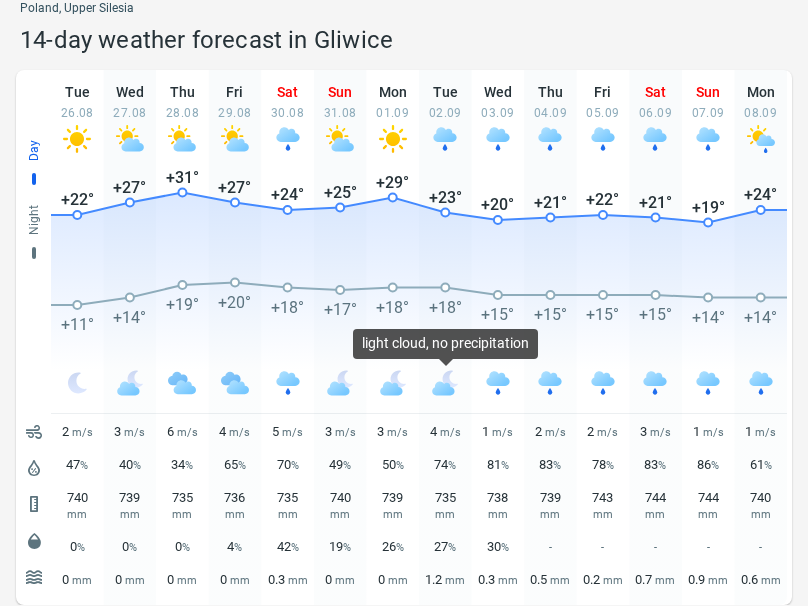 Poland, Upper Silesia
14-day weather forecast in Gliwice
Tue Wed Thu Fri Sat Sun Mon Tue Wed Thu Fri Sat Sun Mon
26.08 27.08 28.08 29.08 30.08 31.08 01.09 02.09 03.09 04.09 05.09 06.09 07.09 08.09
Day
+22° +27° +31° +27° +24° +25° +29° +23° +20° +21° +22° +21° +19° +24°
Night
+11° +14° +19° +20° +18° +17° +18° +18° +15° +15° +15° +15° +14° +14°
light cloud, no precipitation
2 m/s 3 m/s 6 m/s 4 m/s 5 m/s 3 m/s 3 m/s 4 m/s 1 m/s 2 m/s 2 m/s 3 m/s 1 m/s 1 m/s
47% 40% 34% 65% 70% 49% 50% 74% 81% 83% 78% 83% 86% 61%
740 739 735 736 735 740 739 735 738 739 743 744 744 740
mm mm mm mm mm mm mm mm mm mm mm mm mm mm
0% 0% 0% 4% 42% 19% 26% 27% 30% - - - - -
0 mm 0 mm 0 mm 0 mm 0.3 mm 0 mm 0 mm 1.2 mm 0.3 mm 0.5 mm 0.2 mm 0.7 mm 0.9 mm 0.6 mm